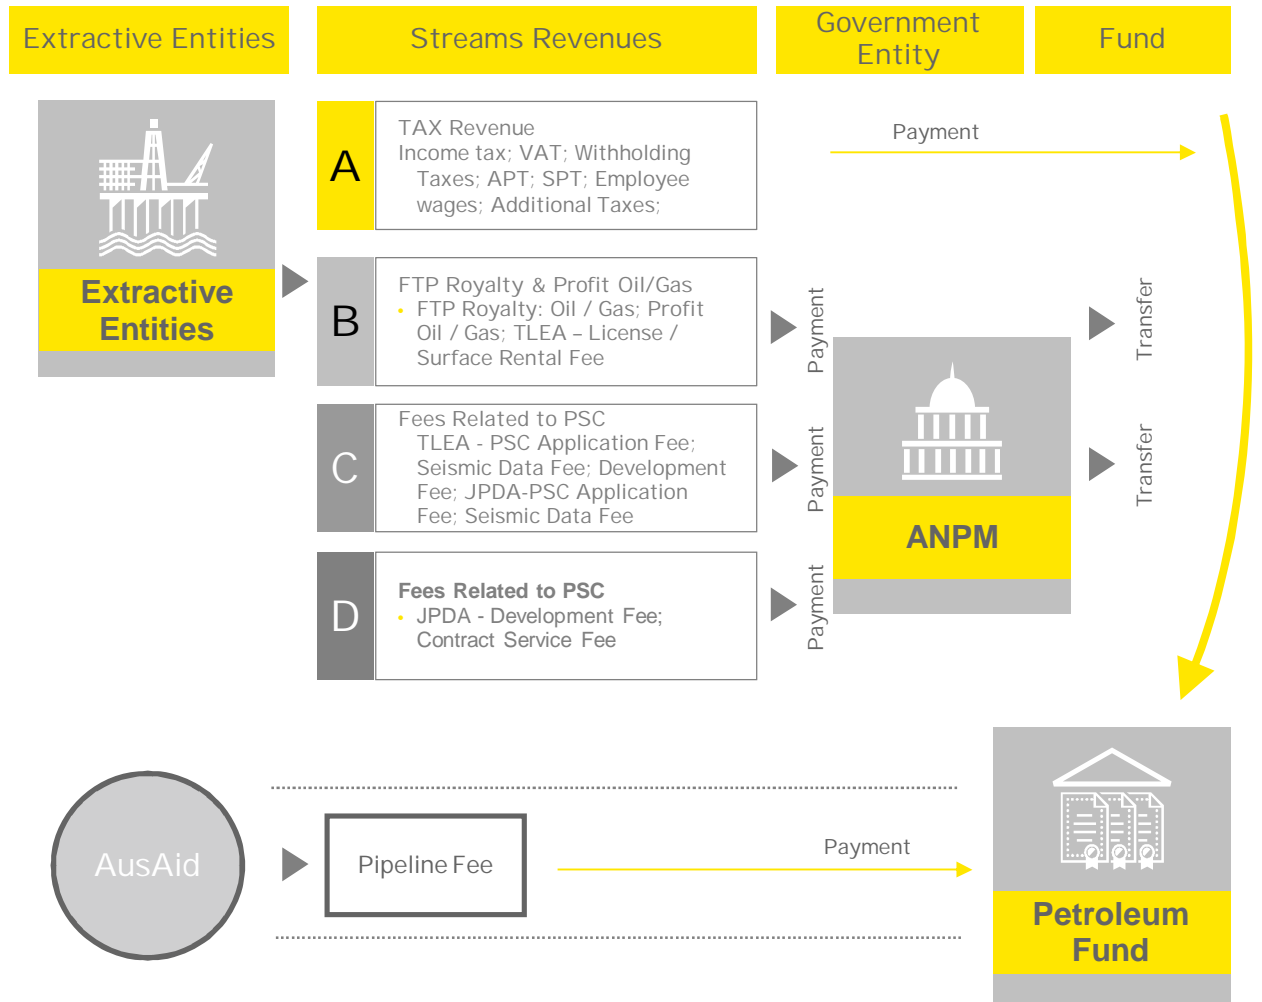 Extractive Entities
Streams Revenues
Government
Entity
Fund
A
TAX Revenue
Income tax; VAT; Withholding
Taxes; APT; SPT; Employee
wages; Additional Taxes;
Payment
Extractive
Entities
B
FTP Royalty & Profit Oil/Gas
• FTP Royalty: Oil / Gas; Profit
Oil / Gas; TLEA – License /
Surface Rental Fee
Payment
Transfer
C
Fees Related to PSC
TLEA - PSC Application Fee;
Seismic Data Fee; Development
Fee; JPDA-PSC Application
Fee; Seismic Data Fee
Payment
Transfer
ANPM
D
Fees Related to PSC
• JPDA - Development Fee;
Contract Service Fee
Payment
AusAid
Pipeline Fee
Payment
Petroleum
Fund